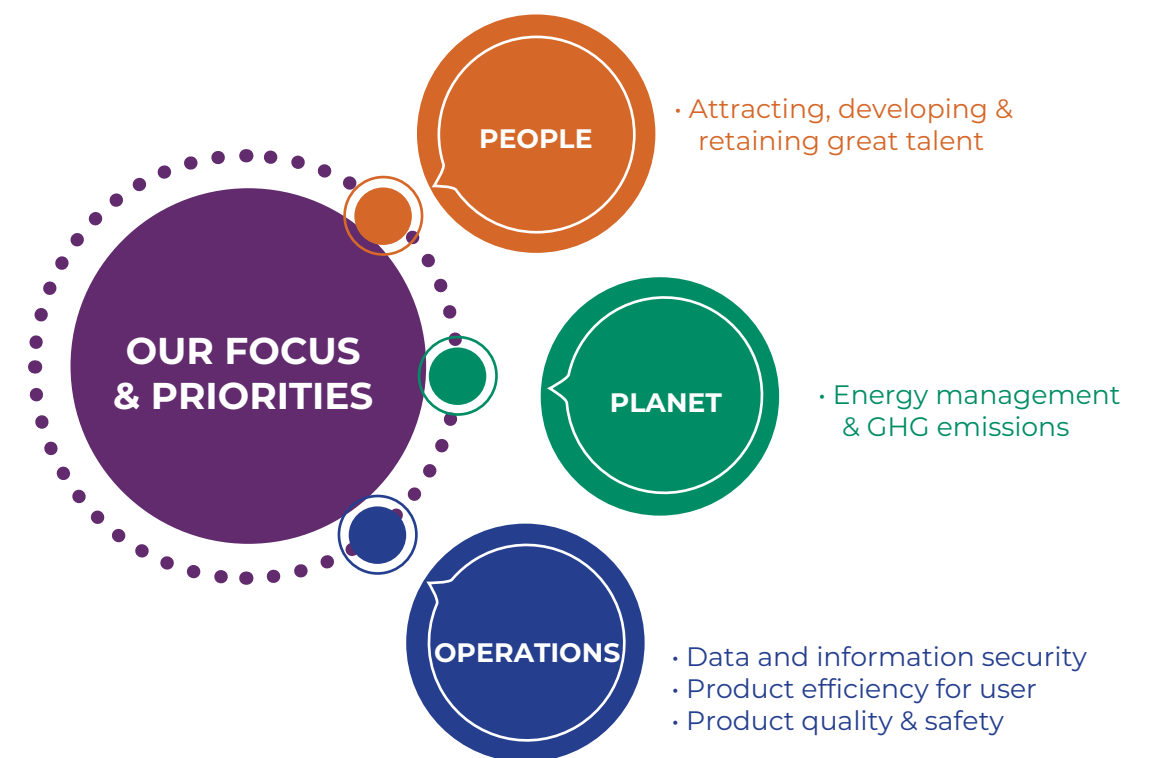 OUR FOCUS
& PRIORITIES
PEOPLE
· Attracting, developing &
retaining great talent
PLANET
· Energy management
& GHG emissions
OPERATIONS
· Data and information security
· Product efficiency for user
· Product quality & safety